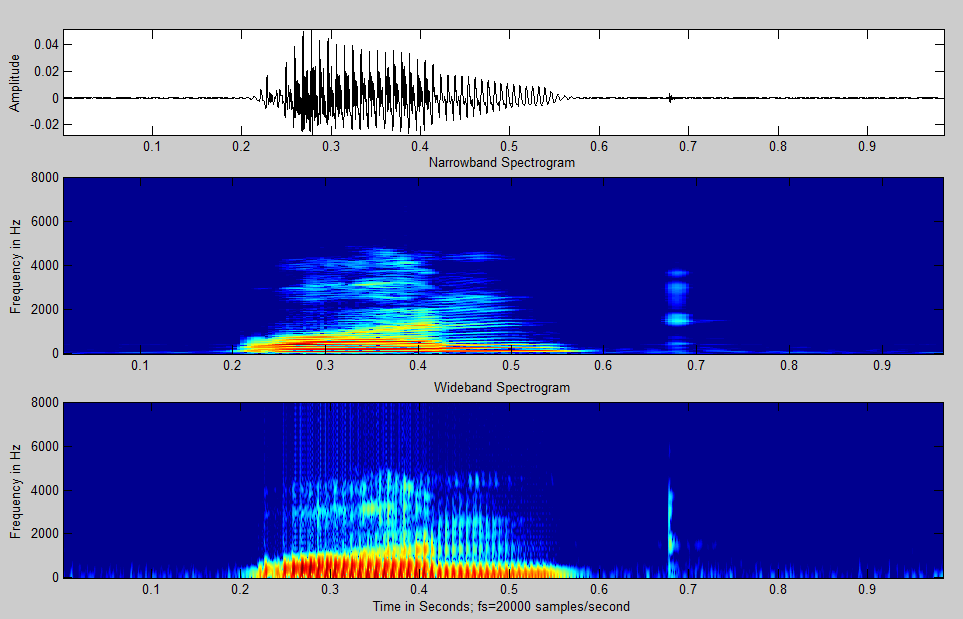 0.04
0.02
0
-0.02
Amplitude
0.1 0.2 0.3 0.4 0.5 0.6 0.7 0.8 0.9
Narrowband Spectrogram
8000
6000
4000
2000
0
Frequency in Hz
0.1 0.2 0.3 0.4 0.5 0.6 0.7 0.8 0.9
Wideband Spectrogram
8000
6000
4000
2000
0
Frequency in Hz
0.1 0.2 0.3 0.4 0.5 0.6 0.7 0.8 0.9
Time in Seconds; fs=20000 samples/second